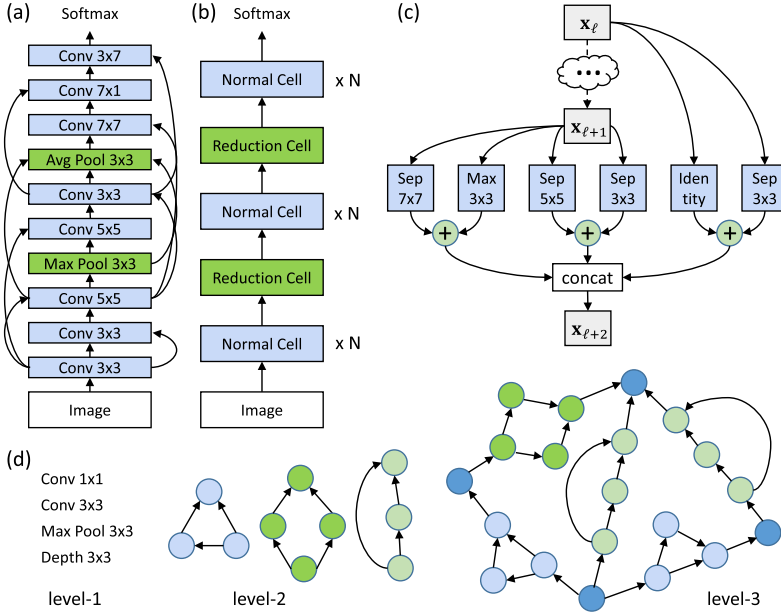 (a)
Softmax
Conv 3x7
Conv 7x1
Conv 7x7
Avg Pool 3x3
Conv 3x3
Conv 5x5
Max Pool 3x3
Conv 5x5
Conv 3x3
Conv 3x3
Image
(b)
Softmax
Normal Cell
x N
Reduction Cell
Normal Cell
x N
Reduction Cell
Normal Cell
x N
Image
(c)
xℓ
...
xℓ+1
Sep 7x7
Max 3x3
Sep 5x5
Sep 3x3
Iden tity
Sep 3x3
+
+
+
concat
xℓ+2
(d)
Conv 1x1
Conv 3x3
Max Pool 3x3
Depth 3x3
level-1
level-2
level-3